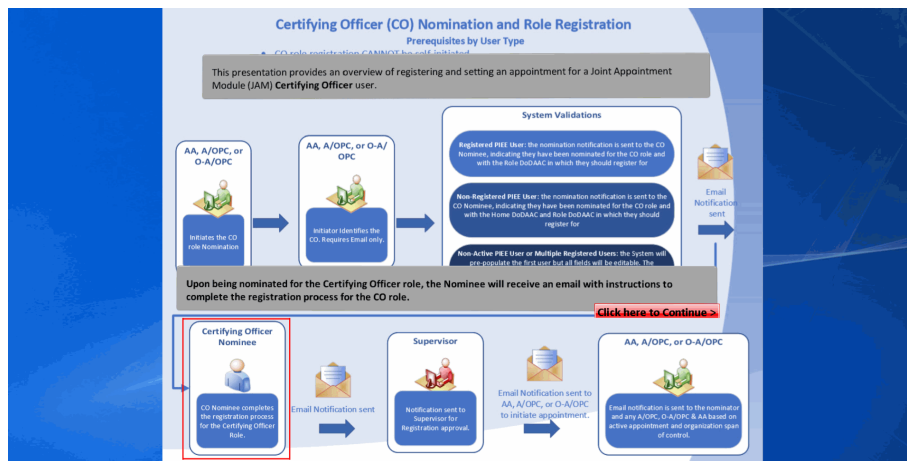 Certifying Officer (CO) Nomination and Role Registration
Prerequisites by User Type
• CO role registration CANNOT be self-initiated
This presentation provides an overview of registering and setting an appointment for a Joint Appointment
Module (JAM) Certifying Officer user.
System Validations
AA, A/OPC, or
O-A/OPC
Initiates the CO
role Nomination
AA, A/OPC, or O-A/
OPC
Initiator Identifies the
CO. Requires Email only.
Registered PIEE User: the nomination notification is sent to the CO
Nominee, indicating they have been nominated for the CO role and
with the Role DoDAAC in which they should register for
Non-Registered PIEE User: the nomination notification is sent to the
CO Nominee, indicating they have been nominated for the CO role and
with the Home DoDAAC and Role DoDAAC in which they should
register for
Non-Active PIEE User or Multiple Registered Users: the System will
pre-populate the first user but all fields will be editable. The
Email
Notification
sent
Upon being nominated for the Certifying Officer role, the Nominee will receive an email with instructions to
complete the registration process for the CO role.
Click here to Continue >
Certifying Officer
Nominee
CO Nominee completes
the registration process
for the Certifying Officer
Role.
Email Notification sent
Supervisor
Notification sent to
Supervisor for
Registration approval.
Email Notification sent to
AA, A/OPC, or O-A/OPC
to initiate appointment.
AA, A/OPC, or O-A/OPC
Email notification is sent to the nominator
and any A/OPC, O-A/OPC & AA based on
active appointment and organization span
of control.